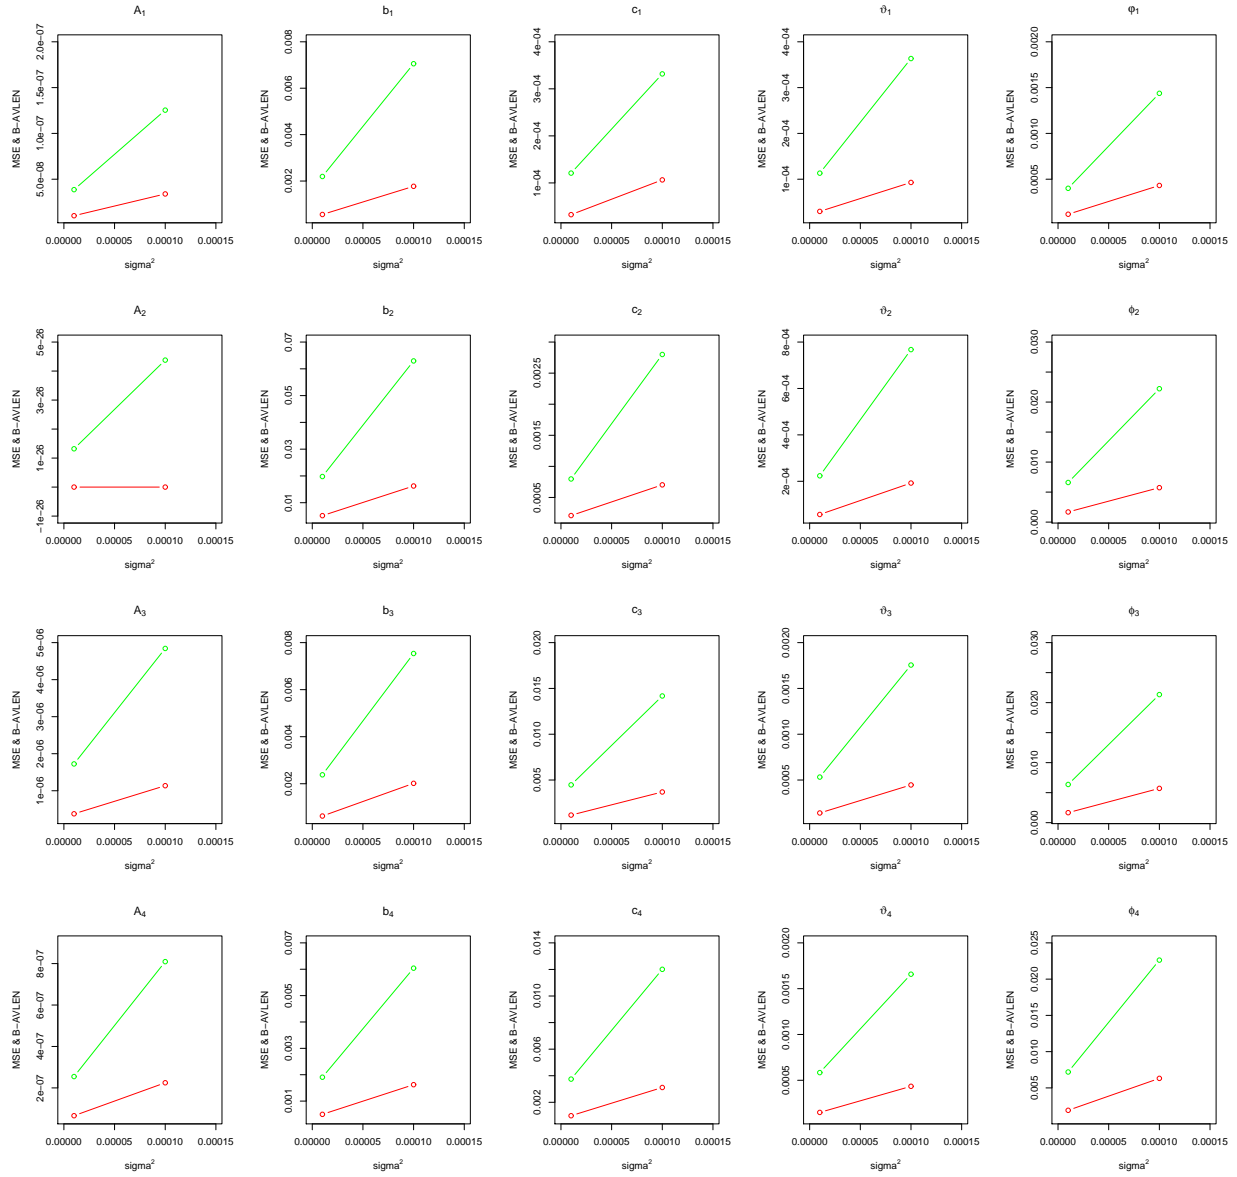 A₁
MSE & B−AVLEN
5.0e−08 1.0e−07 1.5e−07 2.0e−07
0.00000 0.00005 0.00010 0.00015
sigma²
b₁
MSE & B−AVLEN
0.002 0.004 0.006 0.008
0.00000 0.00005 0.00010 0.00015
sigma²
c₁
MSE & B−AVLEN
1e−04 2e−04 3e−04 4e−04
0.00000 0.00005 0.00010 0.00015
sigma²
ϑ₁
MSE & B−AVLEN
1e−04 2e−04 3e−04 4e−04
0.00000 0.00005 0.00010 0.00015
sigma²
φ₁
MSE & B−AVLEN
0.0005 0.0010 0.0015 0.0020
0.00000 0.00005 0.00010 0.00015
sigma²
A₂
MSE & B−AVLEN
−1e−26 1e−26 3e−26 5e−26
0.00000 0.00005 0.00010 0.00015
sigma²
b₂
MSE & B−AVLEN
0.01 0.03 0.05 0.07
0.00000 0.00005 0.00010 0.00015
sigma²
c₂
MSE & B−AVLEN
0.0005 0.0015 0.0025
0.00000 0.00005 0.00010 0.00015
sigma²
ϑ₂
MSE & B−AVLEN
2e−04 4e−04 6e−04 8e−04
0.00000 0.00005 0.00010 0.00015
sigma²
ϕ₂
MSE & B−AVLEN
0.000 0.010 0.020 0.030
0.00000 0.00005 0.00010 0.00015
sigma²
A₃
MSE & B−AVLEN
1e−06 2e−06 3e−06 4e−06 5e−06
0.00000 0.00005 0.00010 0.00015
sigma²
b₃
MSE & B−AVLEN
0.002 0.004 0.006 0.008
0.00000 0.00005 0.00010 0.00015
sigma²
c₃
MSE & B−AVLEN
0.005 0.010 0.015 0.020
0.00000 0.00005 0.00010 0.00015
sigma²
ϑ₃
MSE & B−AVLEN
0.0005 0.0010 0.0015 0.0020
0.00000 0.00005 0.00010 0.00015
sigma²
ϕ₃
MSE & B−AVLEN
0.000 0.010 0.020 0.030
0.00000 0.00005 0.00010 0.00015
sigma²
A₄
MSE & B−AVLEN
2e−07 4e−07 6e−07 8e−07
0.00000 0.00005 0.00010 0.00015
sigma²
b₄
MSE & B−AVLEN
0.001 0.003 0.005 0.007
0.00000 0.00005 0.00010 0.00015
sigma²
c₄
MSE & B−AVLEN
0.002 0.006 0.010 0.014
0.00000 0.00005 0.00010 0.00015
sigma²
ϑ₄
MSE & B−AVLEN
0.0005 0.0010 0.0015 0.0020
0.00000 0.00005 0.00010 0.00015
sigma²
ϕ₄
MSE & B−AVLEN
0.005 0.010 0.015 0.020 0.025
0.00000 0.00005 0.00010 0.00015
sigma²